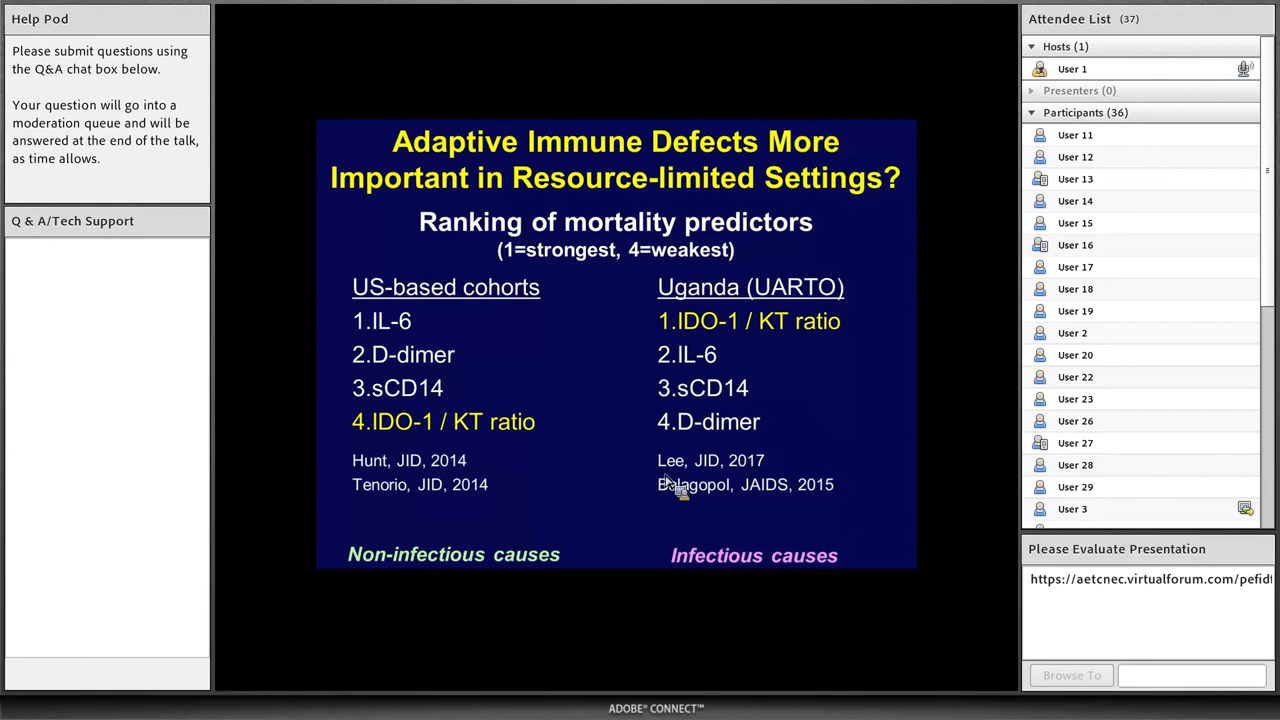 Help Pod
Please submit questions using
the Q&A chat box below.
Your question will go into a
moderation queue and will be
answered at the end of the talk,
as time allows.
Q & A/Tech Support
Adaptive Immune Defects More
Important in Resource-limited Settings?
Ranking of mortality predictors
(1=strongest, 4=weakest)
US-based cohorts
1.IL-6
2.D-dimer
3.sCD14
4.IDO-1 / KT ratio
Hunt, JID, 2014
Tenorio, JID, 2014
Non-infectious causes
Uganda (UARTO)
1.IDO-1 / KT ratio
2.IL-6
3.sCD14
4.D-dimer
Lee, JID, 2017
JAIDS, 2015
Infectious causes
Attendee List (37)
Hosts (1)
User 1
Presenters (0)
Participants (36)
User 11
User 12
User 13
User 14
User 15
User 16
User 17
User 18
User 19
User 2
User 20
User 22
User 23
User 26
User 27
User 28
User 29
User 3
Please Evaluate Presentation
https://aetcnec.virtualforum.com/pefidf
Browse To
ADOBE® CONNECT™